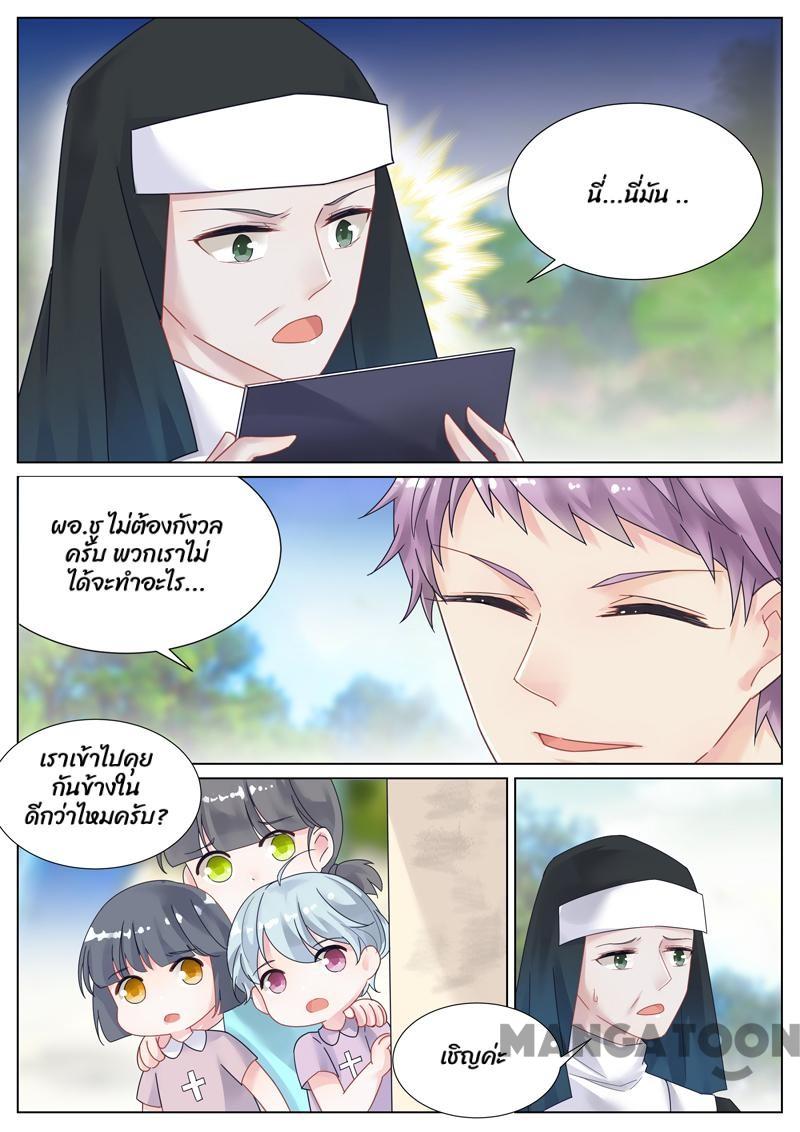 นี่...นี่มัน ..
ผอ.ชู ไม่ต้องกังวล
ครับ พวกเราไม่
ได้จะทำอะไร...
เราเข้าไปคุย
กันข้างใน
ดีกว่าไหมครับ?
เชิญค่ะ
MANGATOON